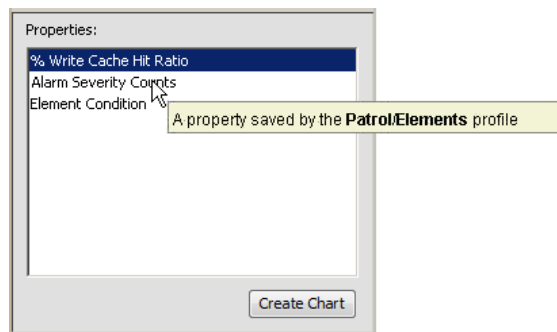 Properties:
% Write Cache Hit Ratio
Alarm Severity Counts
Element Condition
A property saved by the Patrol/Elements profile
Create Chart